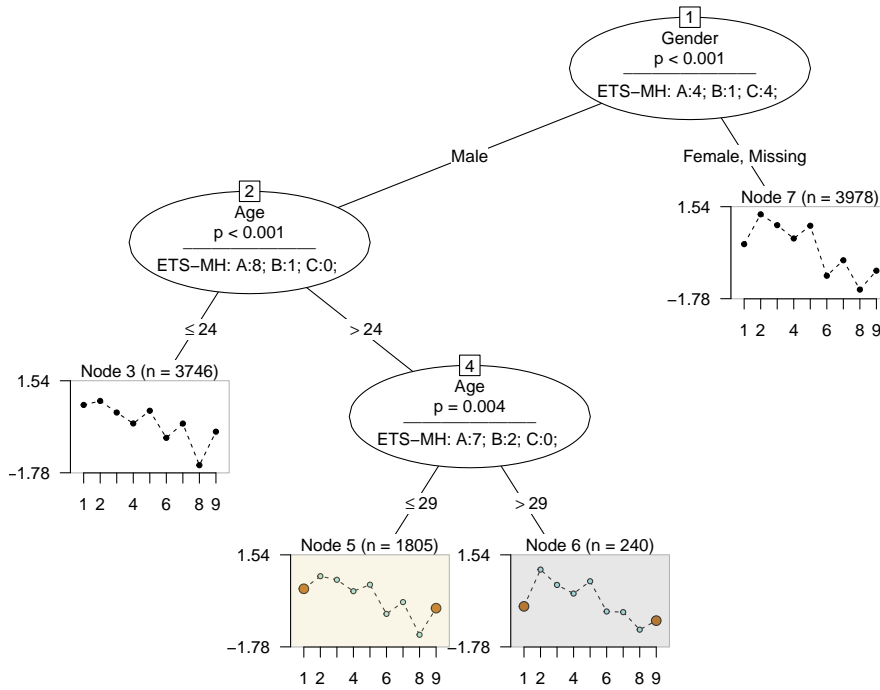 1
Gender
p < 0.001
ETS−MH: A:4; B:1; C:4;
Male
Female, Missing
2
Age
p < 0.001
ETS−MH: A:8; B:1; C:0;
Node 7 (n = 3978)
1.54
−1.78
1 2 4 6 8 9
≤ 24
> 24
Node 3 (n = 3746)
1.54
−1.78
1 2 4 6 8 9
4
Age
p = 0.004
ETS−MH: A:7; B:2; C:0;
≤ 29
> 29
Node 5 (n = 1805)
1.54
−1.78
1 2 4 6 8 9
Node 6 (n = 240)
1.54
−1.78
1 2 4 6 8 9